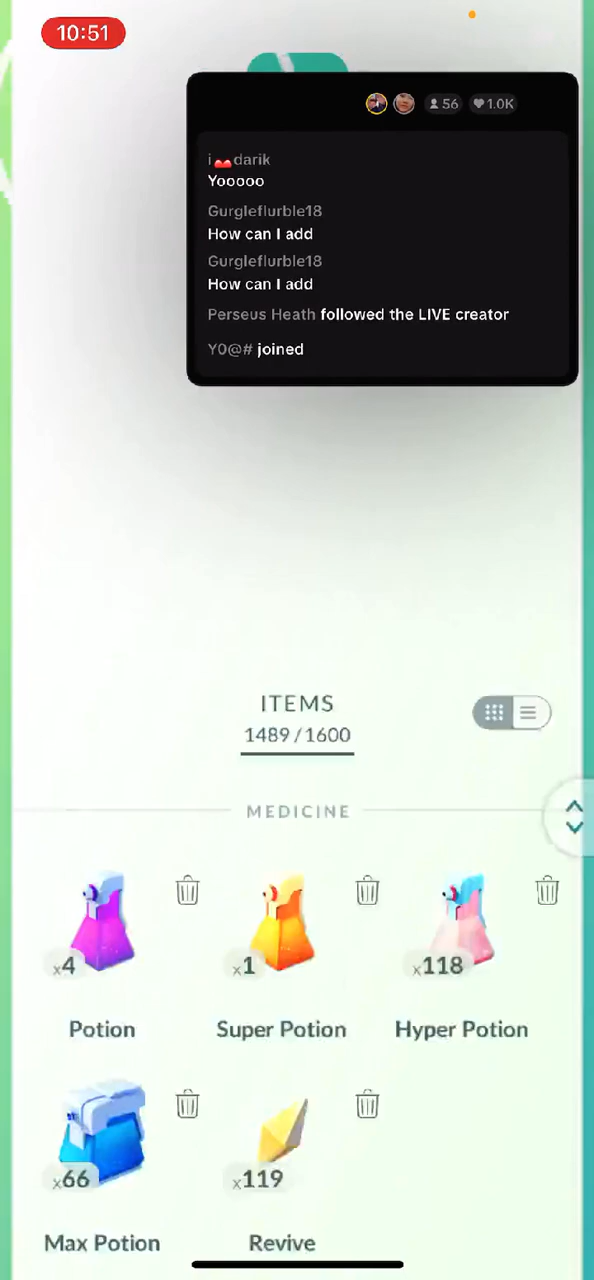 10:51
56
1.0K
i darik
Yooooo
Gurgleflurble18
How can I add
Gurgleflurble18
How can I add
Perseus Heath followed the LIVE creator
Y0@# joined
ITEMS
1489/1600
MEDICINE
x4
x1
x118
Potion
Super Potion
Hyper Potion
x66
x119
Max Potion
Revive